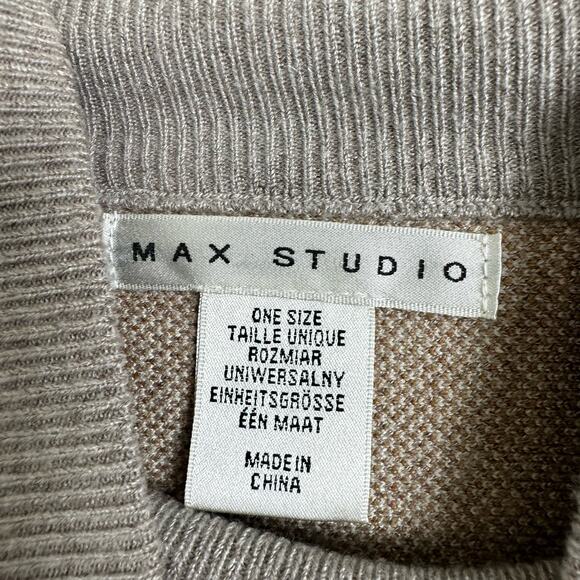 MAX STUDIO
ONE SIZE
TAILLE UNIQUE
ROZMIAR
UNIWERSALNY
EINHEITSGRÖSSE
ÉÉN MAAT
MADE IN
CHINA